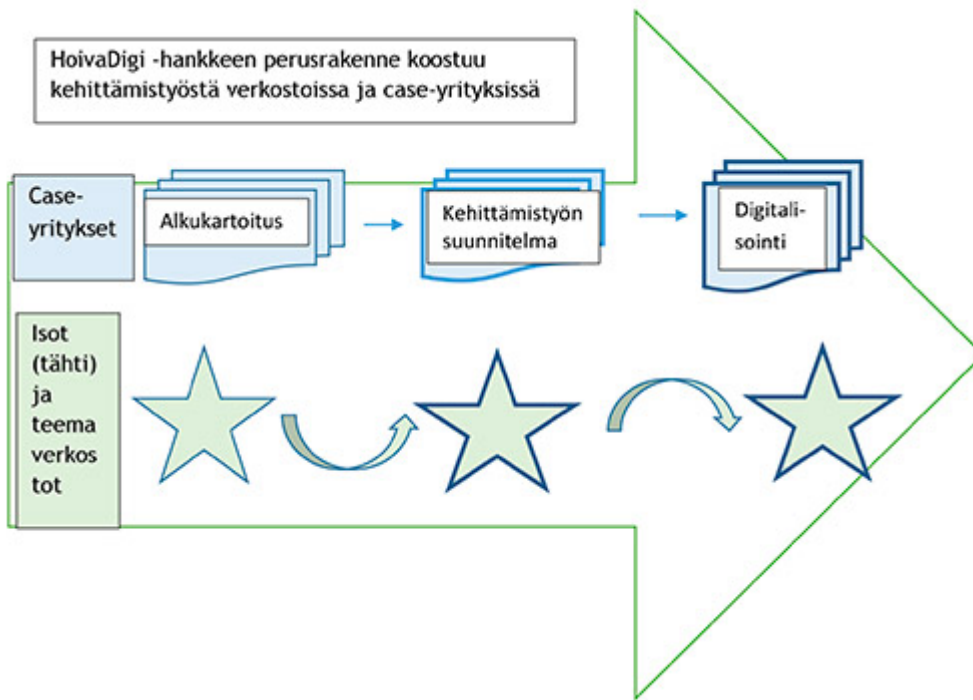 HoivaDigi -hankkeen perusrakenne koostuu
kehittämistyöstä verkostoissa ja case-yrityksissä
Case-
yritykset
Alkukartoitus
Kehittämistyön
suunnitelma
Digitali-
sointi
Isot
(tähti)
ja
teema
verkos
tot